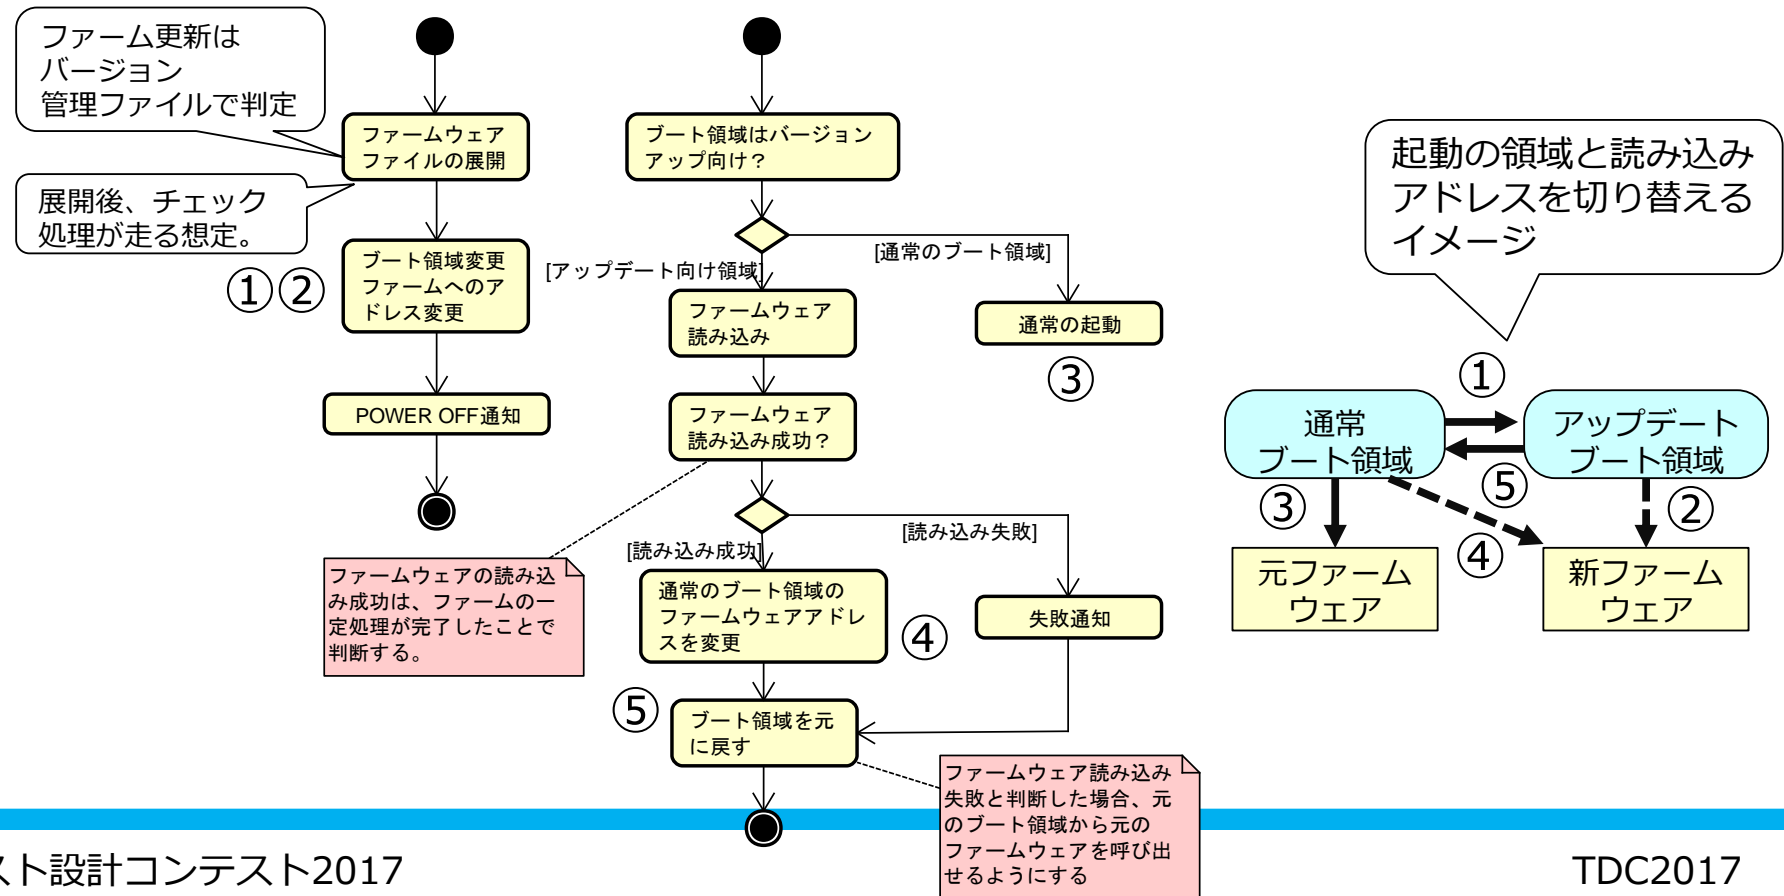 ファーム更新は
バージョン
管理ファイルで判定
展開後、チェック
処理が走る想定。
ファームウェア
ファイルの展開
① ②
ブート領域変更
ファームへのア
ドレス変更
POWER OFF通知
ブート領域はバージョン
アップ向け？
[アップデート向け領域]
[通常のブート領域]
ファームウェア
読み込み
通常の起動
③
ファームウェア
読み込み成功？
[読み込み成功]
[読み込み失敗]
ファームウェアの読み込
み成功は、ファームの一
定処理が完了したことで
判断する。
通常のブート領域の
ファームウェアアドレ
スを変更
④
失敗通知
⑤
ブート領域を元
に戻す
ファームウェア読み込み
失敗と判断した場合、元
のブート領域から元の
ファームウェアを呼び出
せるようにする
起動の領域と読み込み
アドレスを切り替える
イメージ
①
通常
ブート領域
アップデート
ブート領域
⑤
③
②
④
元ファーム
ウェア
新ファーム
ウェア
スト設計コンテスト2017
TDC2017